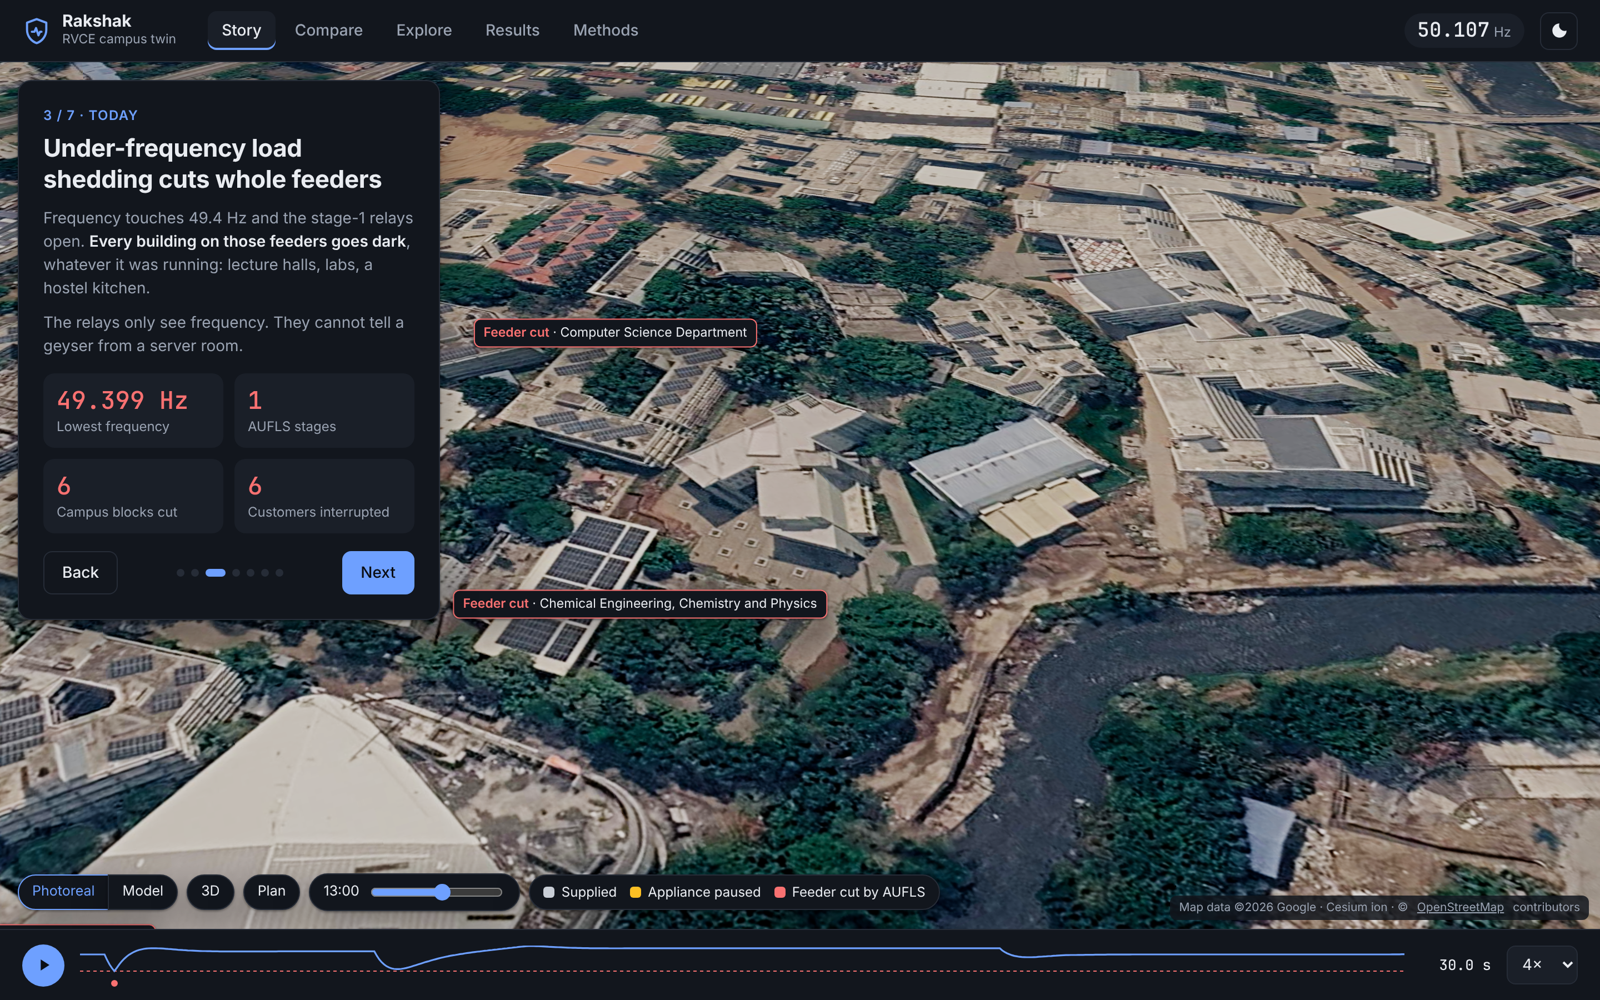 Rakshak
RVCE campus twin
Story
Compare
Explore
Results
Methods
50.107 Hz
3 / 7 · TODAY
Under-frequency load
shedding cuts whole feeders
Frequency touches 49.4 Hz and the stage-1 relays
open. Every building on those feeders goes dark,
whatever it was running: lecture halls, labs, a
hostel kitchen.
The relays only see frequency. They cannot tell a
geyser from a server room.
49.399 Hz
Lowest frequency
1
AUFLS stages
6
Campus blocks cut
6
Customers interrupted
Back
Next
Feeder cut · Computer Science Department
Feeder cut · Chemical Engineering, Chemistry and Physics
Photoreal
Model
3D
Plan
13:00
Supplied
Appliance paused
Feeder cut by AUFLS
Map data ©2026 Google · Cesium ion · © OpenStreetMap contributors
30.0 s
4×